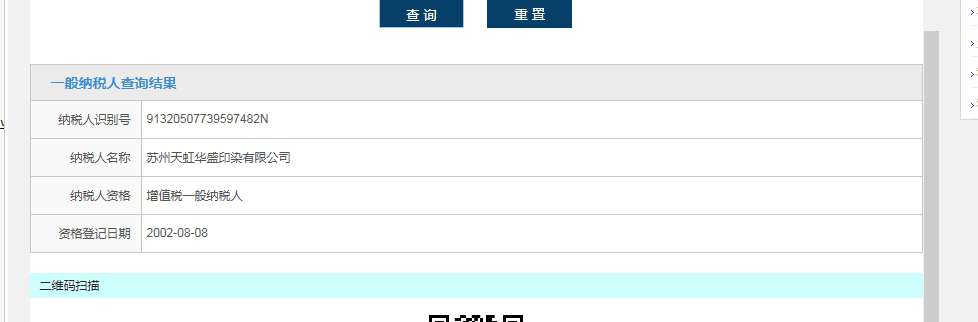 查 询 重 置
一般纳税人查询结果
纳税人识别号 91320507739597482N
纳税人名称 苏州天虹华盛印染有限公司
纳税人资格 增值税一般纳税人
资格登记日期 2002-08-08
二维码扫描